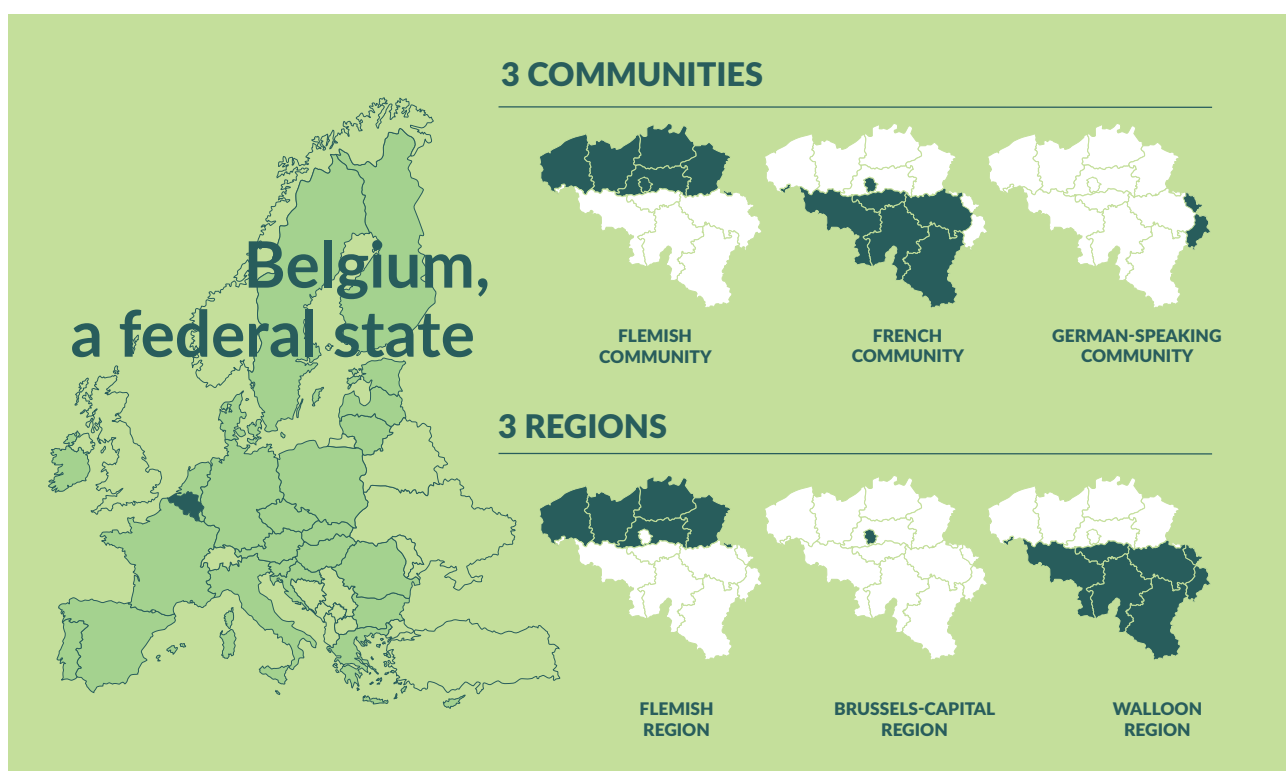 Belgium,
a federal state
3 COMMUNITIES
FLEMISH
COMMUNITY
FRENCH
COMMUNITY
GERMAN-SPEAKING
COMMUNITY
3 REGIONS
FLEMISH
REGION
BRUSSELS-CAPITAL
REGION
WALLOON
REGION